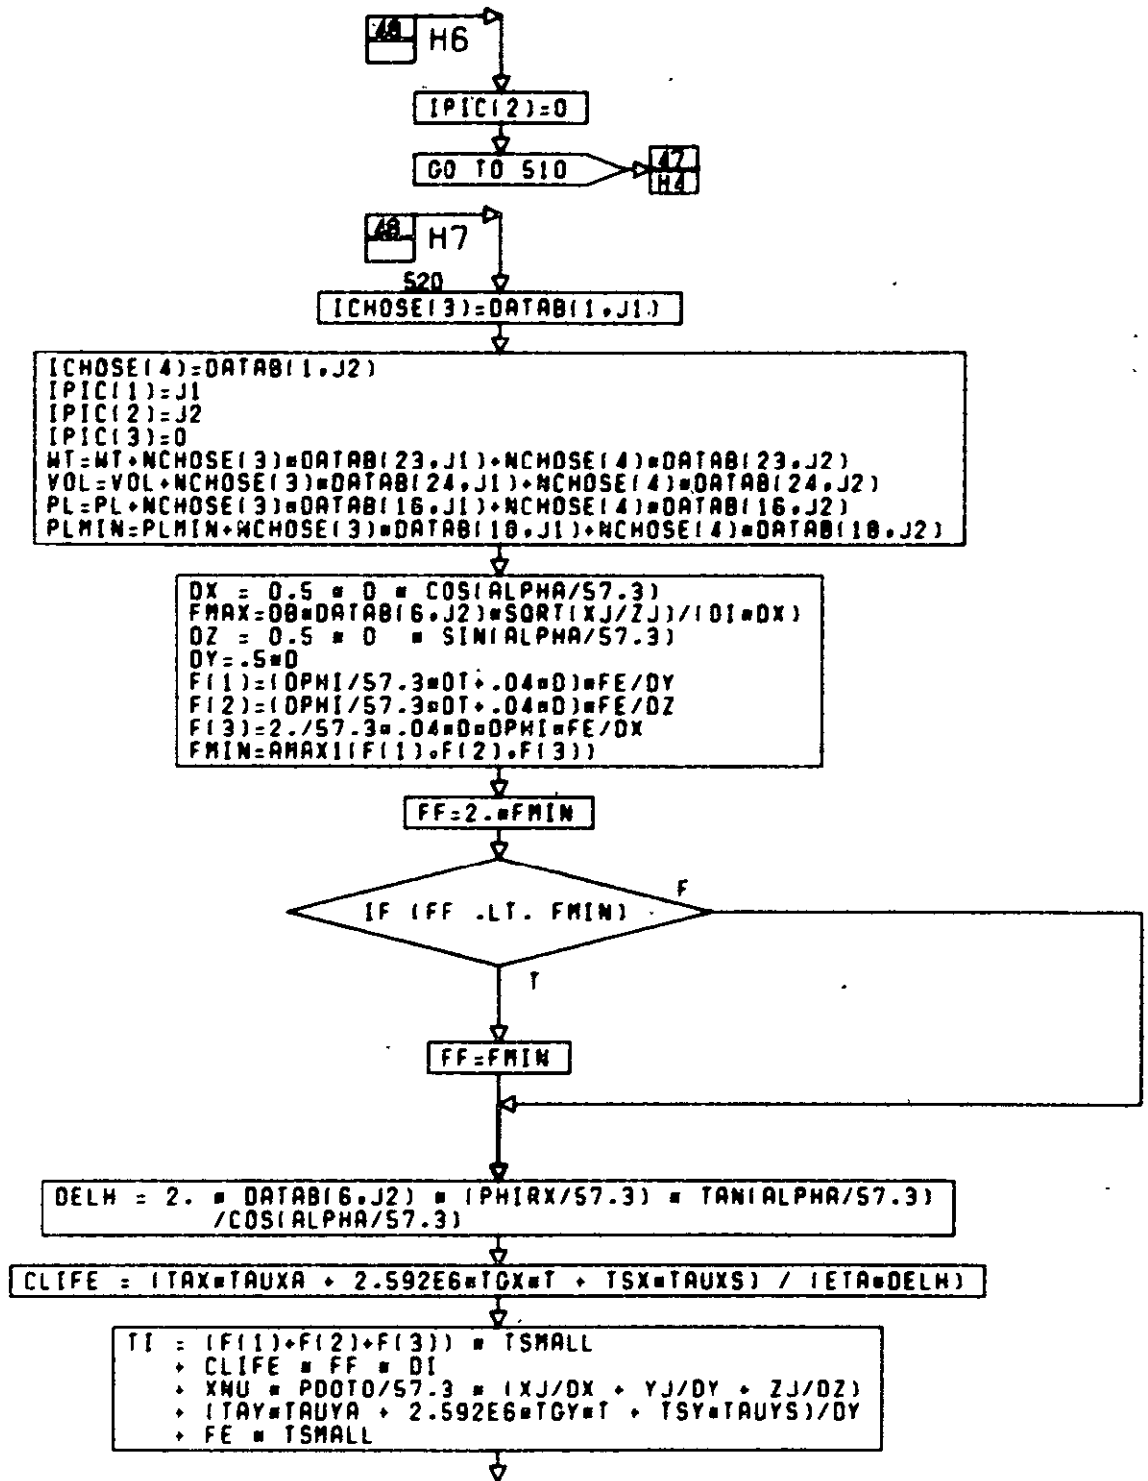 48
H6
IPIC(2)=0
GO TO 510
47
H4
48
H7
520
ICHOSE(3)=DATAB(1,J1)
ICHOSE(4)=DATAB(1,J2)
IPIC(1)=J1
IPIC(2)=J2
IPIC(3)=0
WT=WT+NCHOSE(3)*DATAB(23,J1)+NCHOSE(4)*DATAB(23,J2)
VOL=VOL+NCHOSE(3)*DATAB(24,J1)+NCHOSE(4)*DATAB(24,J2)
PL=PL+NCHOSE(3)*DATAB(16,J1)+NCHOSE(4)*DATAB(16,J2)
PLMIN=PLMIN+NCHOSE(3)*DATAB(18,J1)+NCHOSE(4)*DATAB(18,J2)
DX = 0.5 * D * COS(ALPHA/57.3)
FMAX=DB*DATAB(6,J2)*SQRT(XJ/ZJ)/(DI*DX)
DZ = 0.5 * D * SIN(ALPHA/57.3)
DY=.5*D
F(1)=(DPHI/57.3*DT+.04*D)*FE/DY
F(2)=(DPHI/57.3*DT+.04*D)*FE/DZ
F(3)=2./57.3*.04*D*DPHI*FE/DX
FMIN=AMAX1(F(1),F(2),F(3))
FF=2.*FMIN
IF (FF .LT. FMIN)
F
T
FF=FMIN
DELH = 2. * DATAB(6,J2) * (PHIRX/57.3) * TAN(ALPHA/57.3)
/COS(ALPHA/57.3)
CLIFE = (TAX*TAUXA + 2.592E6*TGX*T + TSX*TAUXS) / (ETA*DELH)
TI = (F(1)+F(2)+F(3)) * TSMALL
+ CLIFE * FF * DI
+ XNU * PDOTO/57.3 * (XJ/DX + YJ/DY + ZJ/DZ)
+ (TAY*TAUYA + 2.592E6*TGY*T + TSY*TAUYS)/DY
+ FE * TSMALL